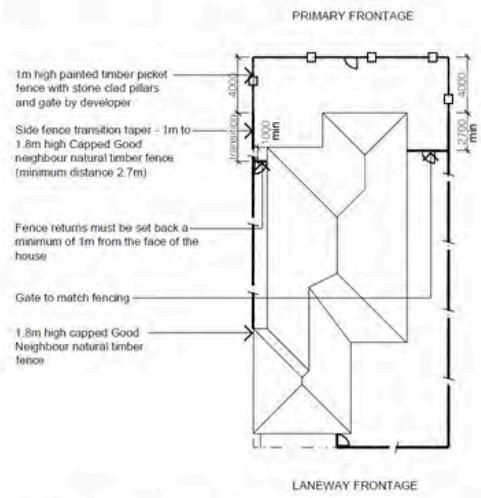 PRIMARY FRONTAGE
1m high painted timber picket
fence with stone clad pillars
and gate by developer
4000
4000
Side fence transition taper - 1m to
1.8m high Capped Good
neighbour natural timber fence
(minimum distance 2.7m)
transition
1000
min
2700
min
Fence returns must be set back a
minimum of 1m from the face of the
house
Gate to match fencing
1.8m high capped Good
Neighbour natural timber
fence
LANEWAY FRONTAGE